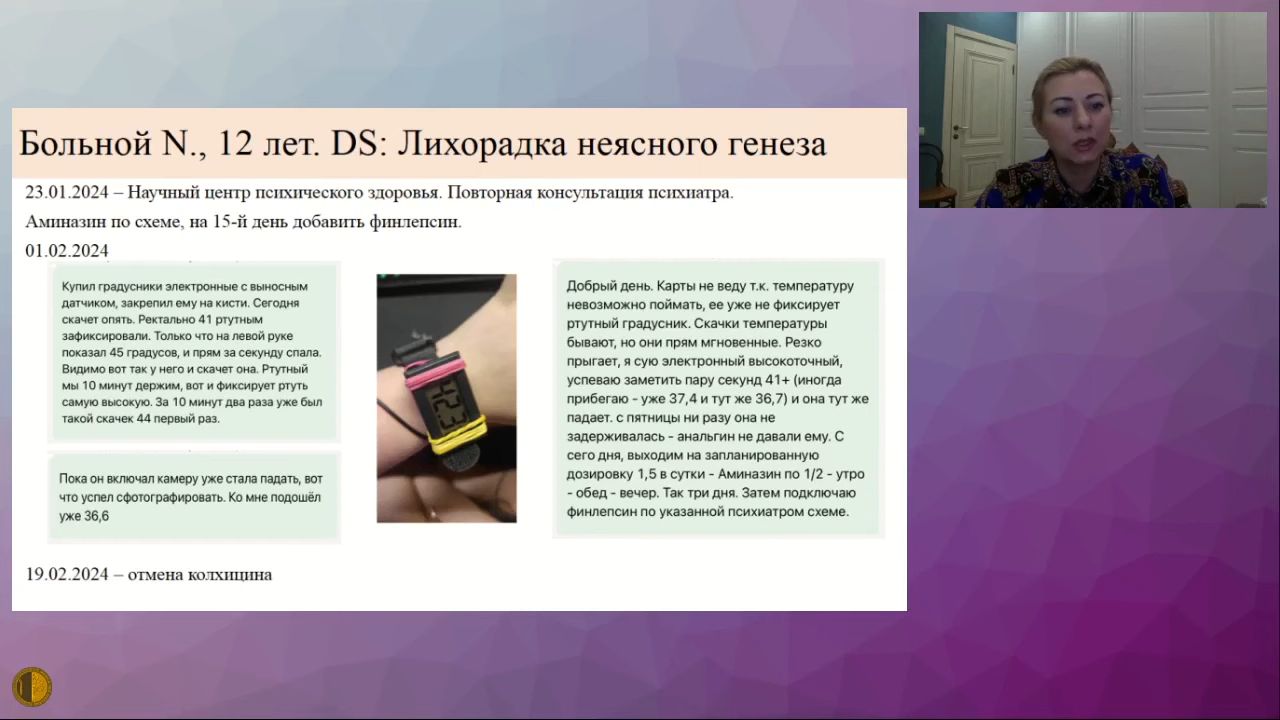 Больной N., 12 лет. DS: Лихорадка неясного генеза
23.01.2024 – Научный центр психического здоровья. Повторная консультация психиатра.
Аминазин по схеме, на 15-й день добавить финлепсин.
01.02.2024
Купил градусники электронные с выносным
датчиком, закрепил ему на кисти. Сегодня
скачет опять. Ректально 41 ртутным
зафиксировали. Только что на левой руке
показал 45 градусов, и прям за секунду спала.
Видимо вот так у него и скачет она. Ртутный
мы 10 минут держим, вот и фиксирует ртуть
самую высокую. За 10 минут два раза уже был
такой скачек 44 первый раз.
Пока он включал камеру уже стала падать, вот
что успел сфотографировать. Ко мне подошёл
уже 36,6
Добрый день. Карты не веду т.к. температуру
невозможно поймать, ее уже не фиксирует
ртутный градусник. Скачки температуры
бывают, но они прям мгновенные. Резко
прыгает, я сую электронный высокоточный,
успеваю заметить пару секунд 41+ (иногда
прибегаю - уже 37,4 и тут же 36,7) и она тут же
падает. с пятницы ни разу она не
задерживалась - анальгин не давали ему. С
сего дня, выходим на запланированную
дозировку 1,5 в сутки - Аминазин по 1/2 - утро
- обед - вечер. Так три дня. Затем подключаю
финлепсин по указанной психиатром схеме.
19.02.2024 – отмена колхицина